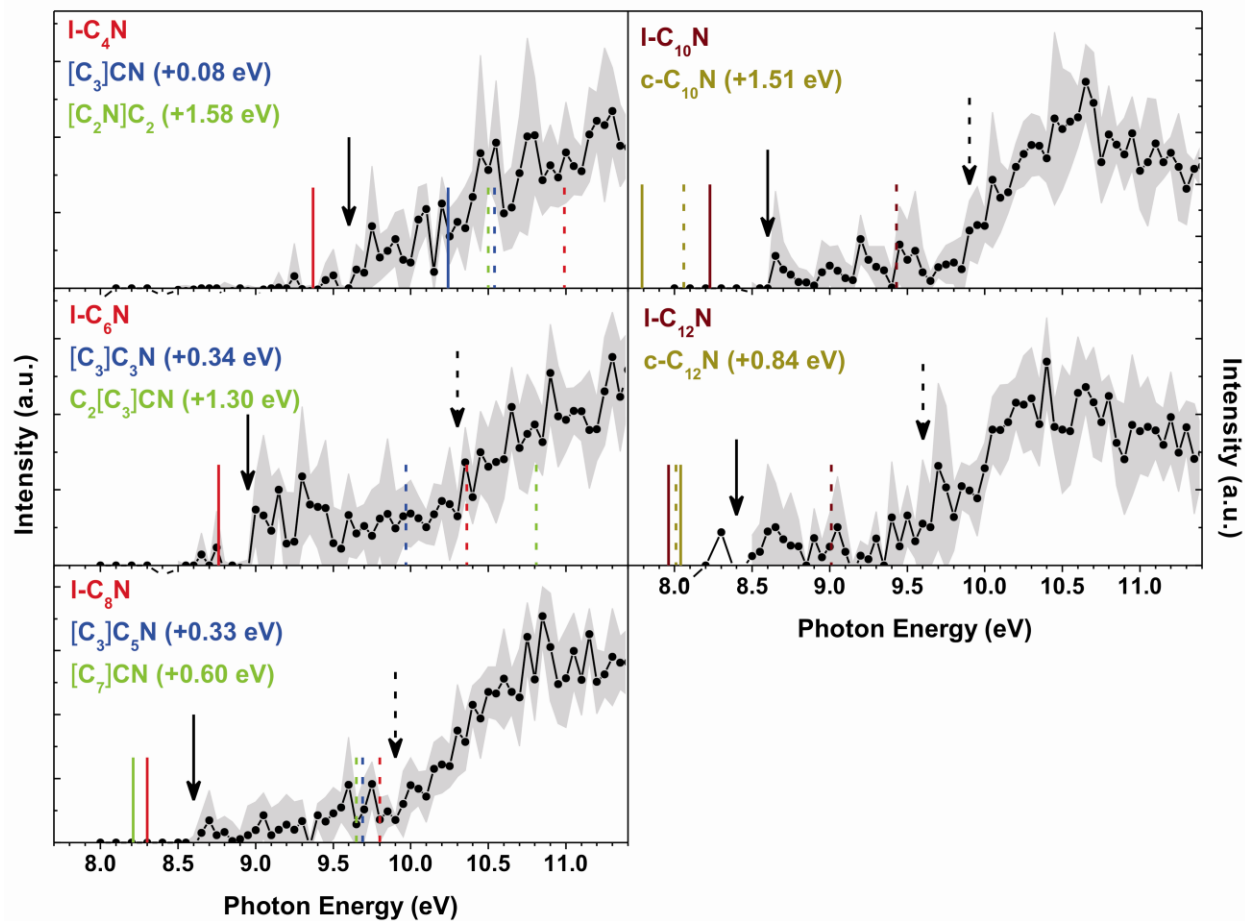 l-C4N
[C3]CN (+0.08 eV)
[C2N]C2 (+1.58 eV)
l-C10N
c-C10N (+1.51 eV)
l-C6N
[C3]C3N (+0.34 eV)
C2[C3]CN (+1.30 eV)
l-C12N
c-C12N (+0.84 eV)
Intensity (a.u.)
Intensity (a.u.)
8.0 8.5 9.0 9.5 10.0 10.5 11.0
Photon Energy (eV)
l-C8N
[C3]C5N (+0.33 eV)
[C7]CN (+0.60 eV)
8.0 8.5 9.0 9.5 10.0 10.5 11.0
Photon Energy (eV)